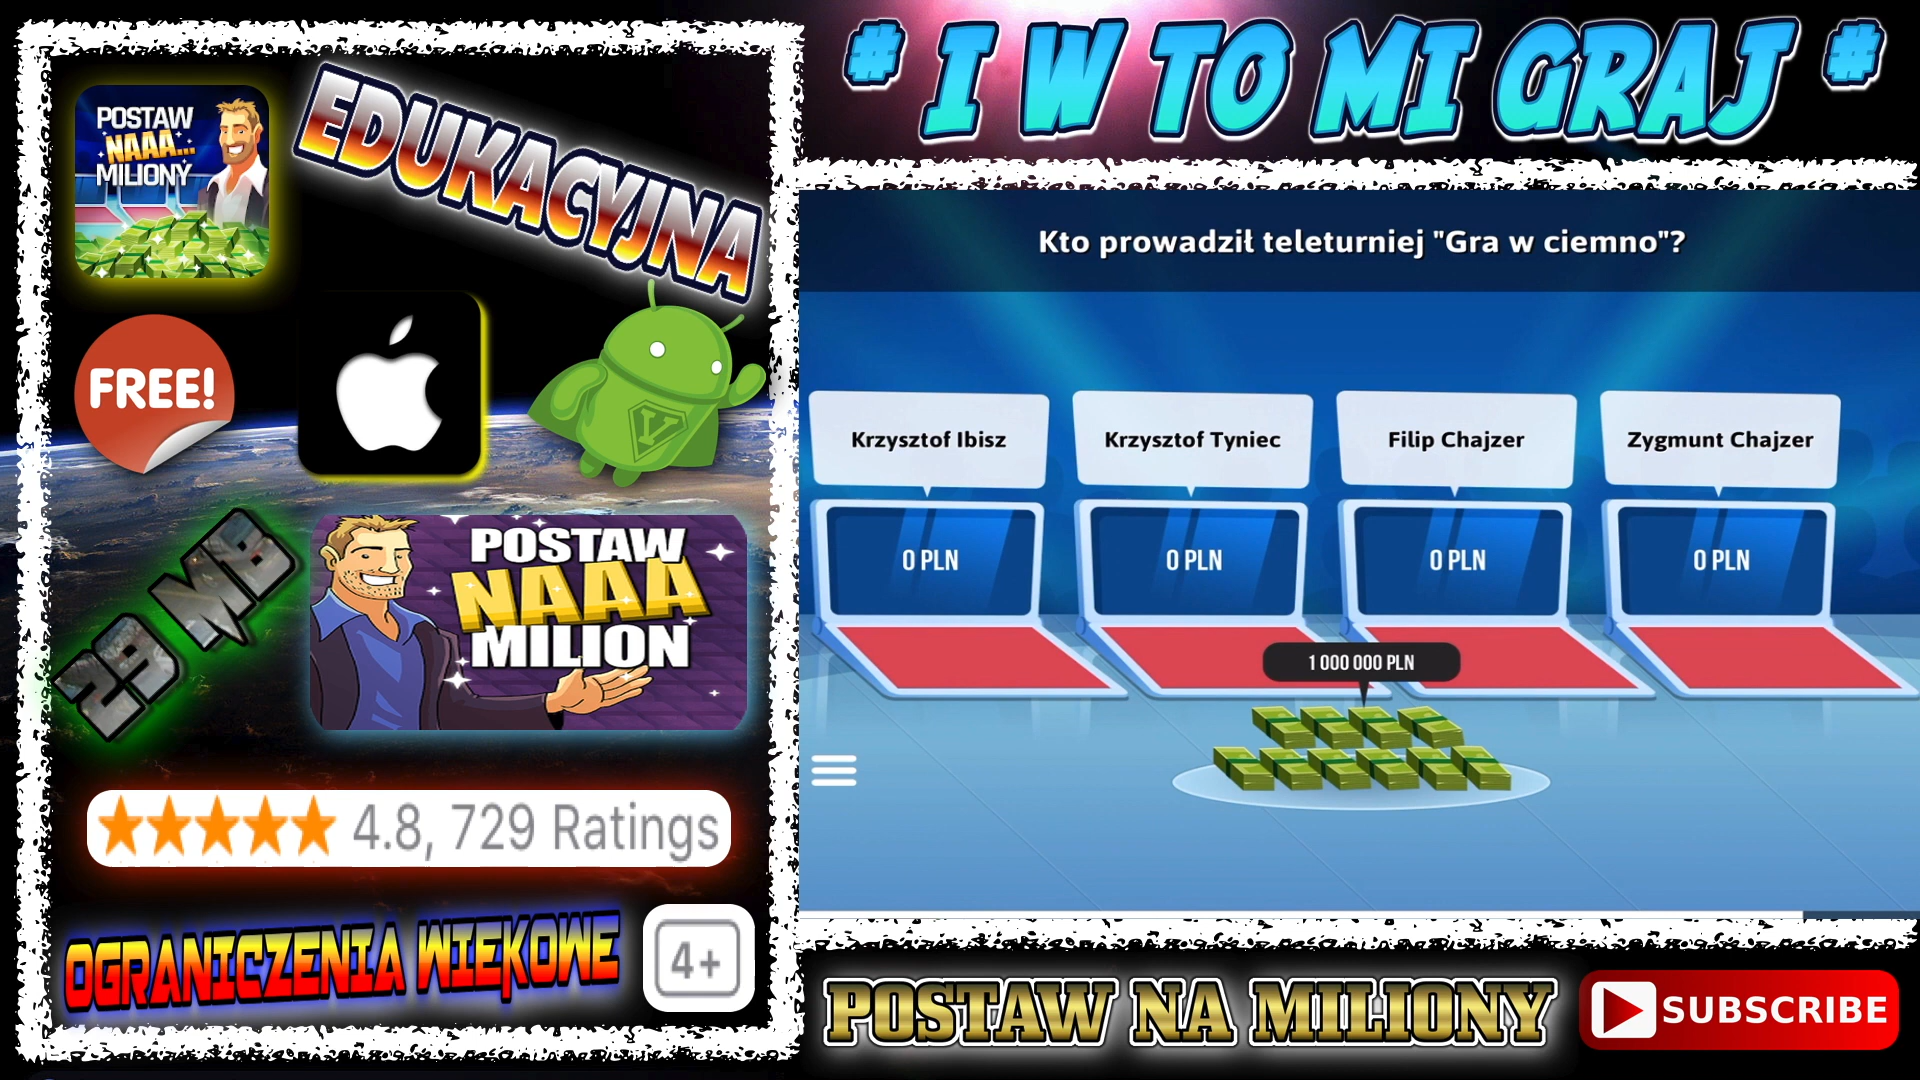 POSTAW
NAAA...
MILIONY
EDUKACYJNA
FREE!
V
29 MB
POSTAW
NAAA
MILION
4.8, 729 Ratings
OGRANICZENIA WIĘKOWE
4+
* I W TO MI GRAJ *
Kto prowadził teleturniej "Gra w ciemno"?
Krzysztof Ibisz
Krzysztof Tyniec
Filip Chajzer
Zygmunt Chajzer
0 PLN
0 PLN
0 PLN
0 PLN
1 000 000 PLN
POSTAW NA MILIONY
SUBSCRIBE